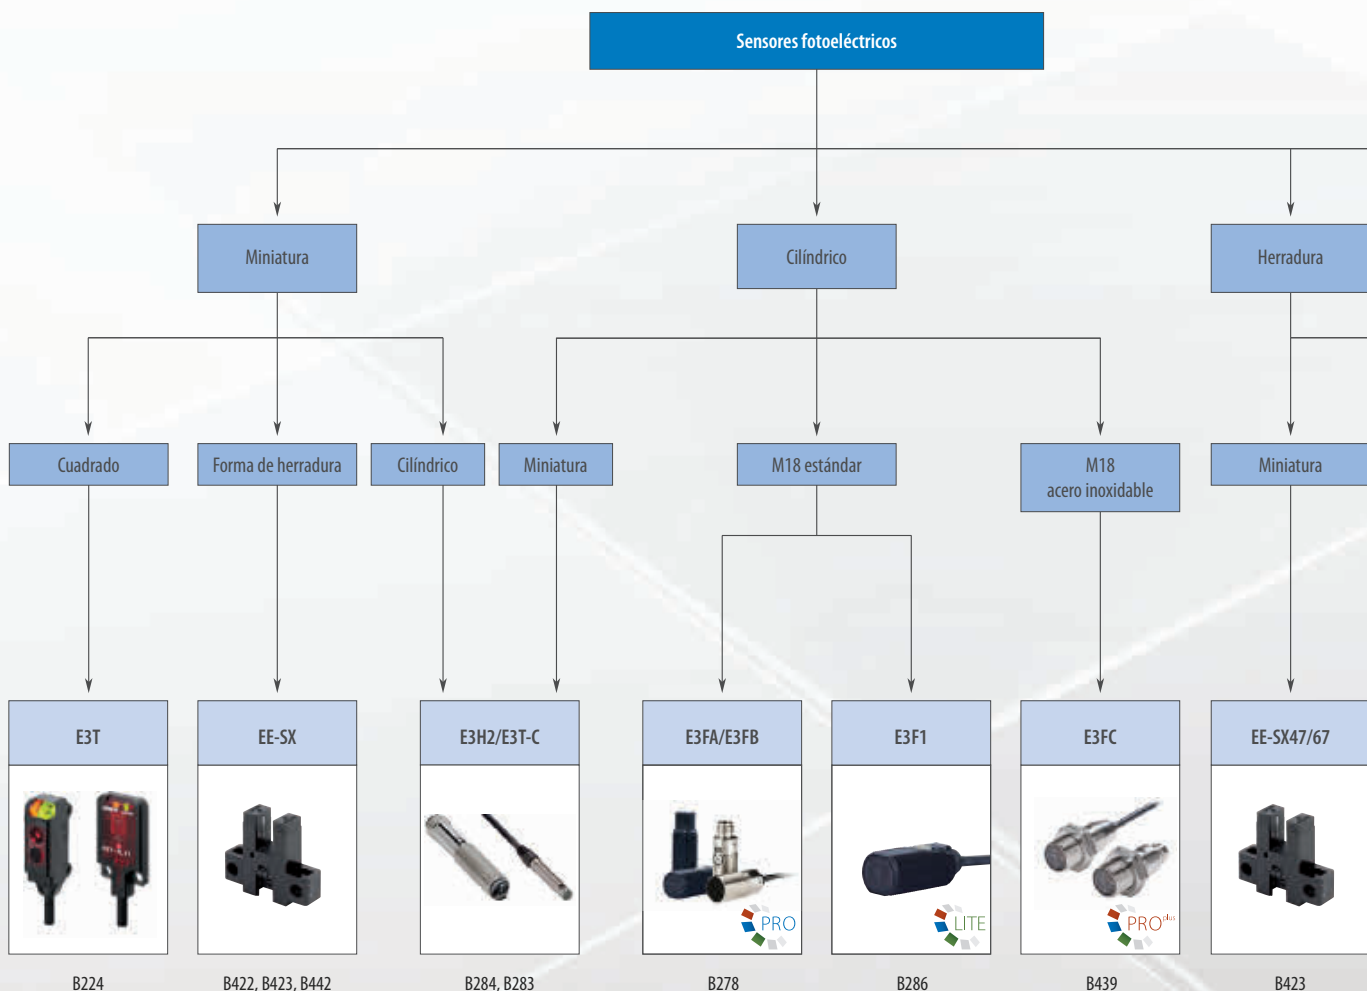 Sensores fotoeléctricos
Miniatura
Cilíndrico
Herradura
Cuadrado
Forma de herradura
Cilíndrico
Miniatura
M18 estándar
M18
acero inoxidable
Miniatura
E3T
EE-SX
E3H2/E3T-C
E3FA/E3FB
E3F1
E3FC
EE-SX47/67
PRO
LITE
PROplus
B224
B422, B423, B442
B284, B283
B278
B286
B439
B423